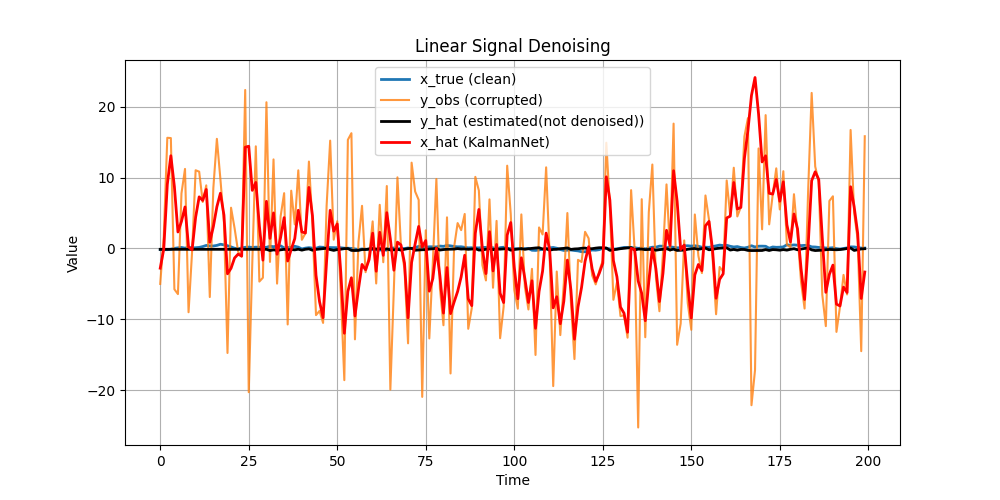 Linear Signal Denoising
x_true (clean)
y_obs (corrupted)
y_hat (estimated(not denoised))
x_hat (KalmanNet)
Value
20
10
0
−10
−20
0 25 50 75 100 125 150 175 200
Time